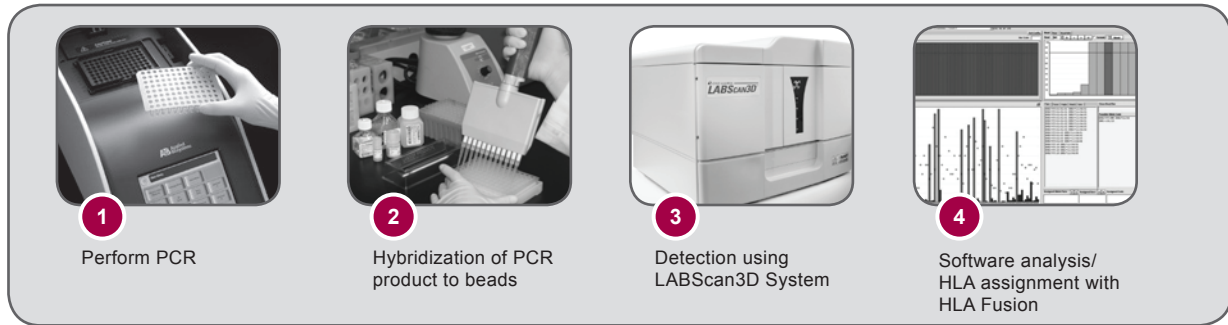 LABScan3D
1
Perform PCR
2
Hybridization of PCR
product to beads
3
Detection using
LABScan3D System
4
Software analysis/
HLA assignment with
HLA Fusion